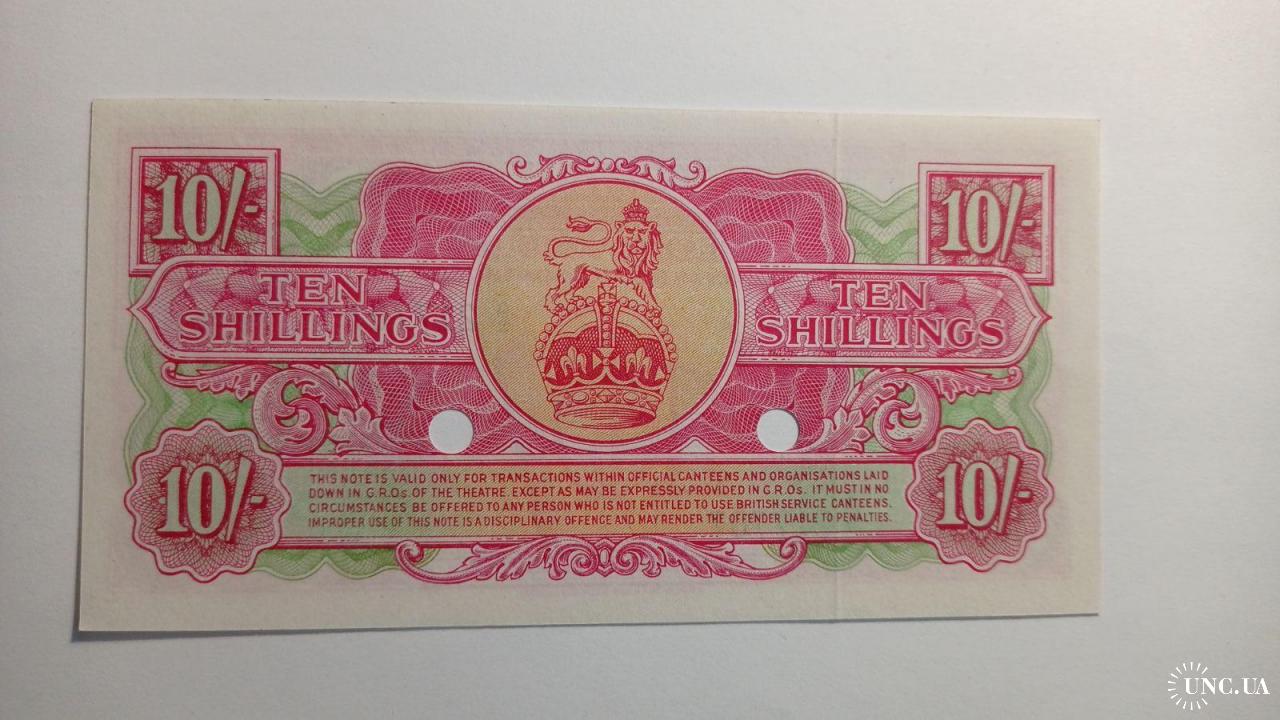 10/-
10/-
TEN
SHILLINGS
TEN
SHILLINGS
THIS NOTE IS VALID ONLY FOR TRANSACTIONS WITHIN OFFICIAL CANTEENS AND ORGANISATIONS LAID
DOWN IN G.R.Os. OF THE THEATRE. EXCEPT AS MAY BE EXPRESSLY PROVIDED IN G.R.Os. IT MUST IN NO
CIRCUMSTANCES BE OFFERED TO ANY PERSON WHO IS NOT ENTITLED TO USE BRITISH SERVICE CANTEENS.
IMPROPER USE OF THIS NOTE IS A DISCIPLINARY OFFENCE AND MAY RENDER THE OFFENDER LIABLE TO PENALTIES.
10/-
10/-
UNC.UA